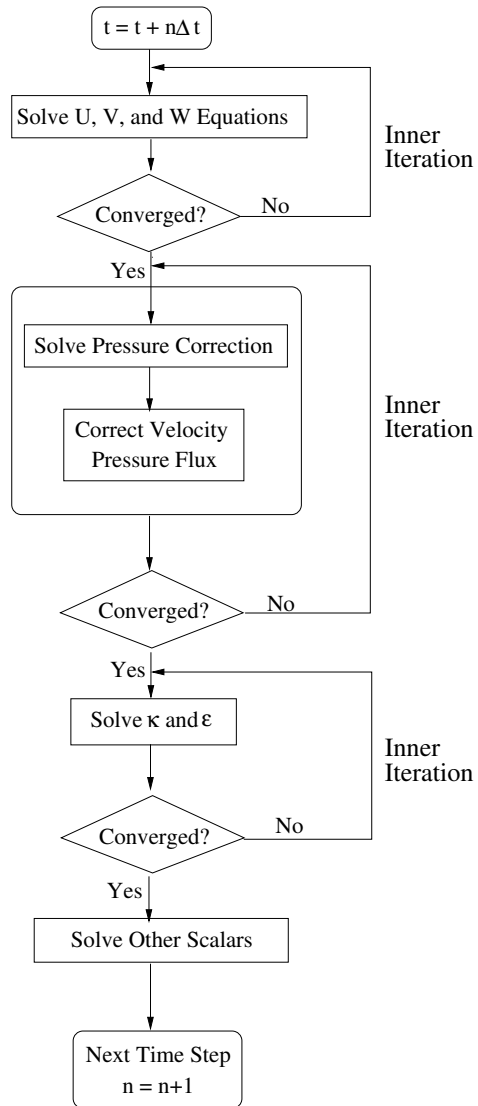 t = t + nΔ t
Solve U, V, and W Equations
Inner
Iteration
Converged?
No
Yes
Solve Pressure Correction
Correct Velocity
Pressure Flux
Inner
Iteration
Converged?
No
Yes
Solve κ and ε
Inner
Iteration
Converged?
No
Yes
Solve Other Scalars
Next Time Step
n = n+1